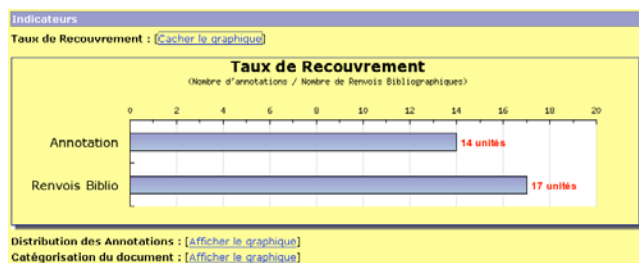 Indicateurs
Taux de Recouvrement : [Cacher le graphique]
Taux de Recouvrement
(Nombre d'annotations / Nombre de Renvois Bibliographiques)
0 2 4 6 8 10 12 14 16 18 20
Annotation 14 unités
Renvois Biblio 17 unités
Distribution des Annotations : [Afficher le graphique]
Catégorisation du document : [Afficher le graphique]